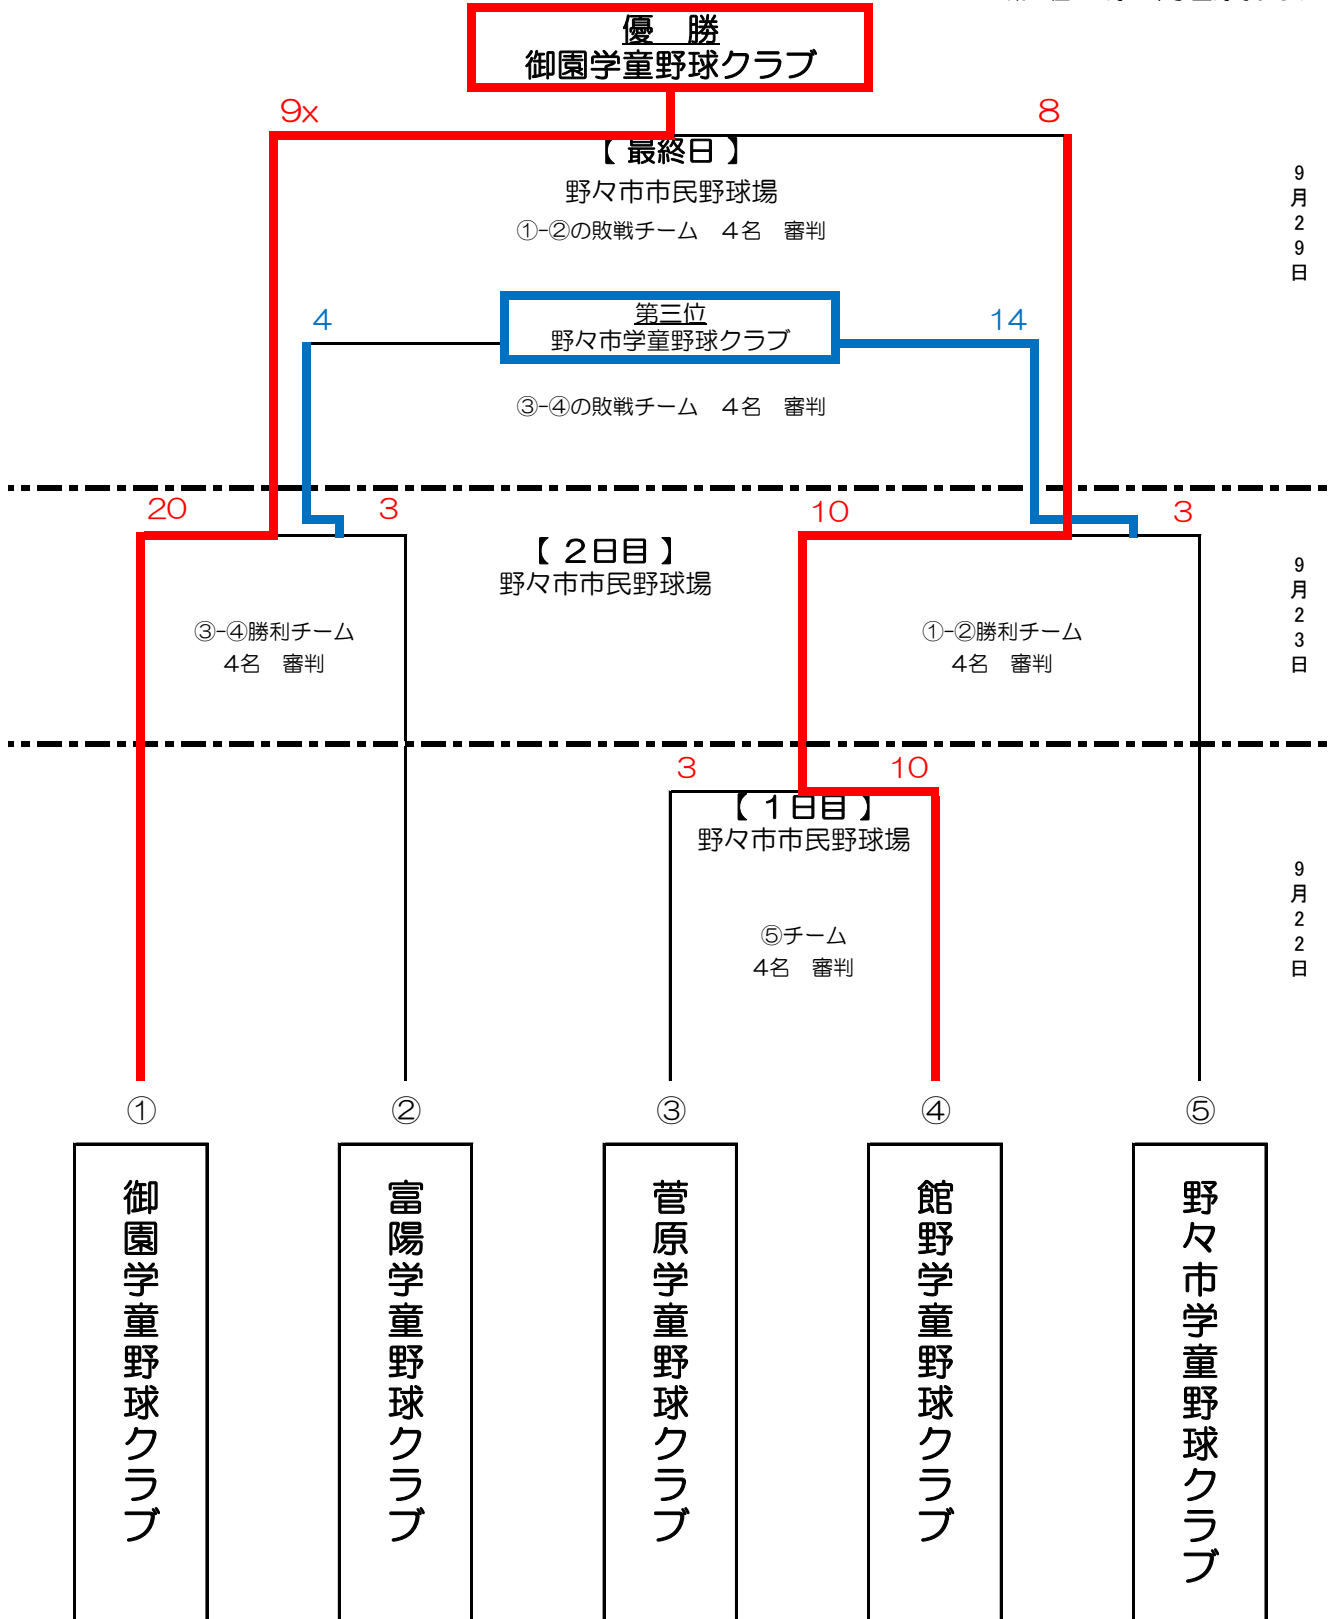 優　勝
御園学童野球クラブ
9x
8
【 最終日 】
野々市市民野球場
①-②の敗戦チーム　4名　審判
9月29日
4
第三位
野々市学童野球クラブ
14
③-④の敗戦チーム　4名　審判
20
3
10
3
【 2日目 】
野々市市民野球場
9月23日
③-④勝利チーム
4名　審判
①-②勝利チーム
4名　審判
3
10
【 1日目 】
野々市市民野球場
9月22日
⑤チーム
4名　審判
①
②
③
④
⑤
御園学童野球クラブ
富陽学童野球クラブ
菅原学童野球クラブ
館野学童野球クラブ
野々市学童野球クラブ